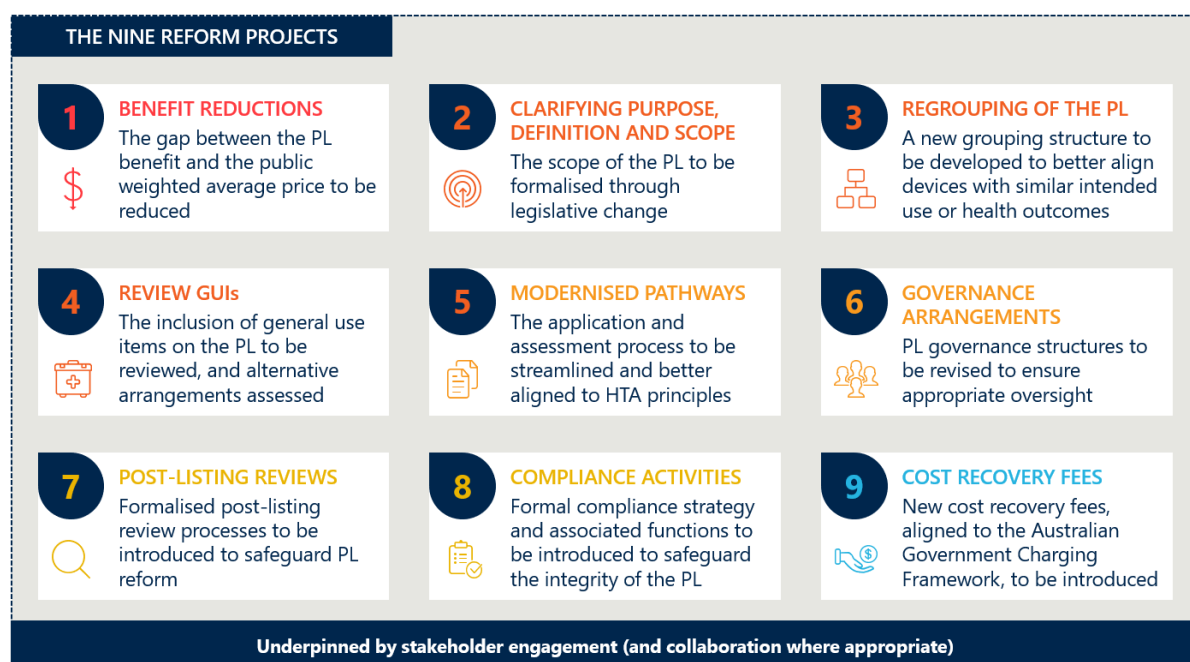 THE NINE REFORM PROJECTS
1
BENEFIT REDUCTIONS
The gap between the PL
benefit and the public
weighted average price to be
reduced
2
CLARIFYING PURPOSE,
DEFINITION AND SCOPE
The scope of the PL to be
formalised through
legislative change
3
REGROUPING OF THE PL
A new grouping structure to
be developed to better align
devices with similar intended
use or health outcomes
4
REVIEW GUIs
The inclusion of general use
items on the PL to be
reviewed, and alternative
arrangements assessed
5
MODERNISED PATHWAYS
The application and
assessment process to be
streamlined and better
aligned to HTA principles
6
GOVERNANCE
ARRANGEMENTS
PL governance structures to
be revised to ensure
appropriate oversight
7
POST-LISTING REVIEWS
Formalised post-listing
review processes to be
introduced to safeguard PL
reform
8
COMPLIANCE ACTIVITIES
Formal compliance strategy
and associated functions to
be introduced to safeguard
the integrity of the PL
9
COST RECOVERY FEES
New cost recovery fees,
aligned to the Australian
Government Charging
Framework, to be introduced
Underpinned by stakeholder engagement (and collaboration where appropriate)